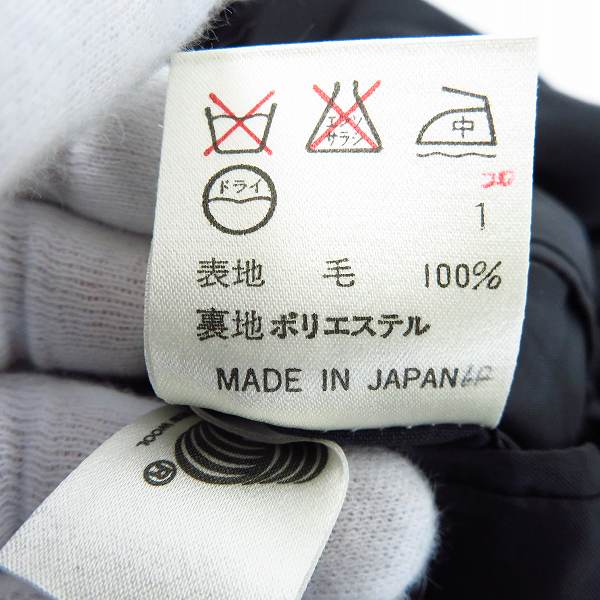 エンソ
サラシ
中
ドライ
1
表地 毛 100%
裏地 ポリエステル
MADE IN JAPAN
WOOL
®